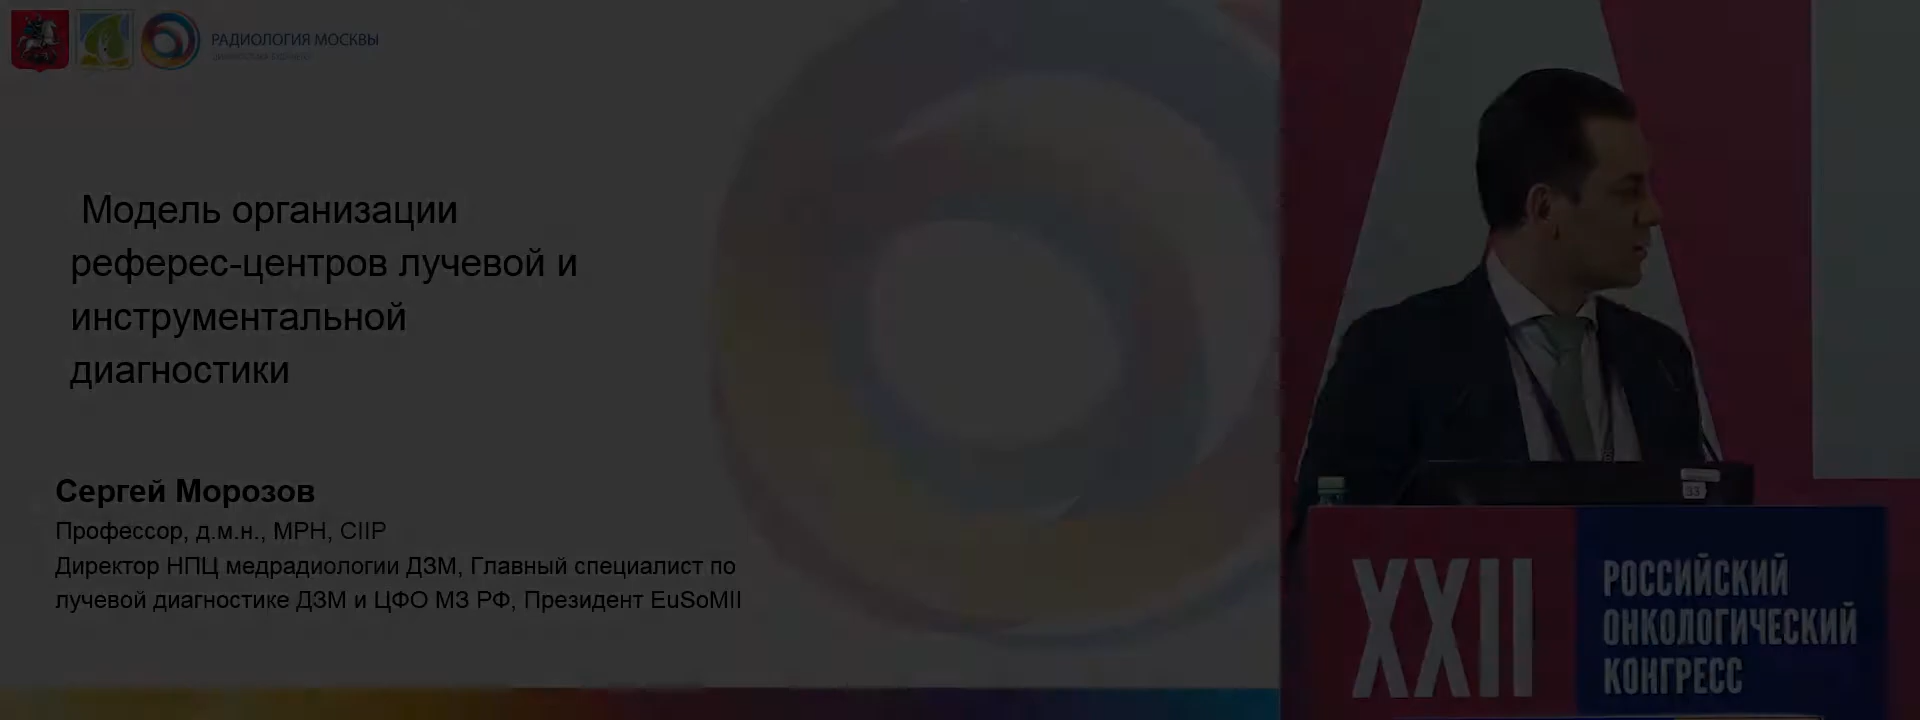 РАДИОЛОГИЯ МОСКВЫ
Модель организации
реферес-центров лучевой и
инструментальной
диагностики
Сергей Морозов
Профессор, д.м.н., MPH, CIIP
Директор НПЦ медрадиологии ДЗМ, Главный специалист по
лучевой диагностике ДЗМ и ЦФО МЗ РФ, Президент EuSoMII
33
XXII
РОССИЙСКИЙ
ОНКОЛОГИЧЕСКИЙ
КОНГРЕСС